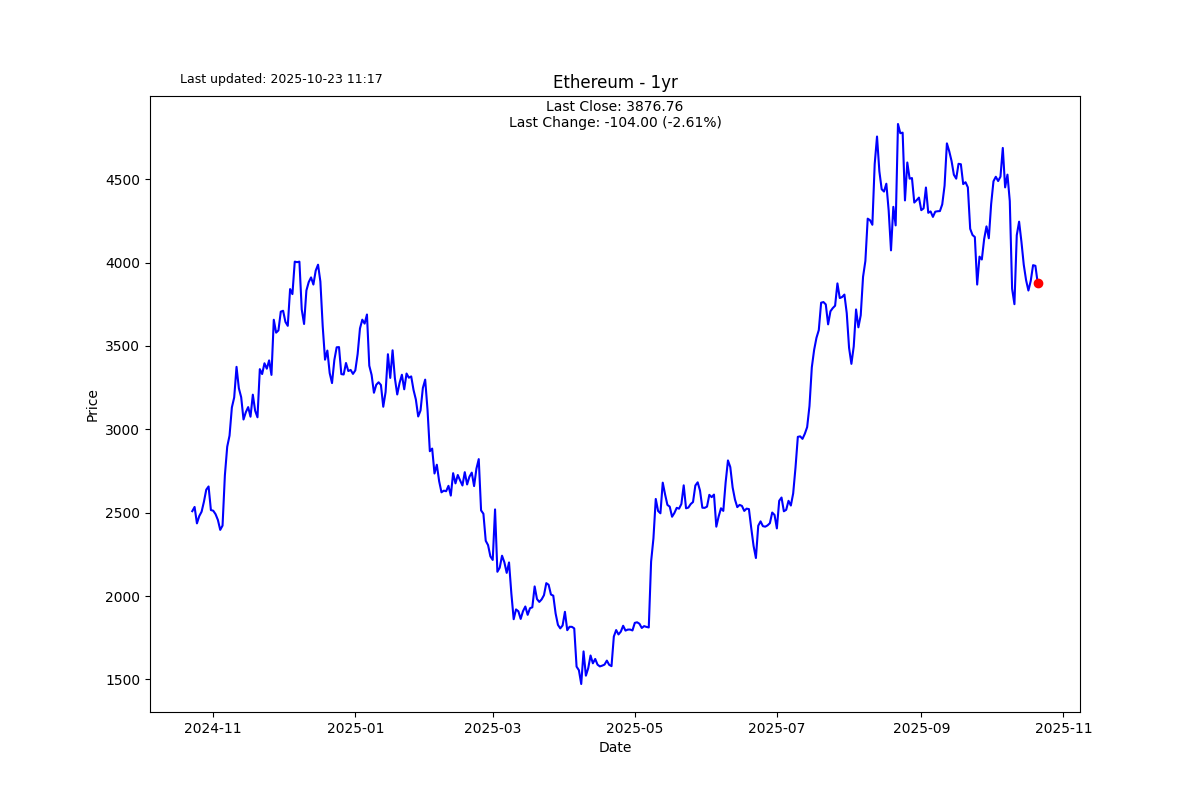 Last updated: 2025-10-23 11:17
Ethereum - 1yr
Last Close: 3876.76
Last Change: -104.00 (-2.61%)
Price
4500
4000
3500
3000
2500
2000
1500
2024-11 2025-01 2025-03 2025-05 2025-07 2025-09 2025-11
Date